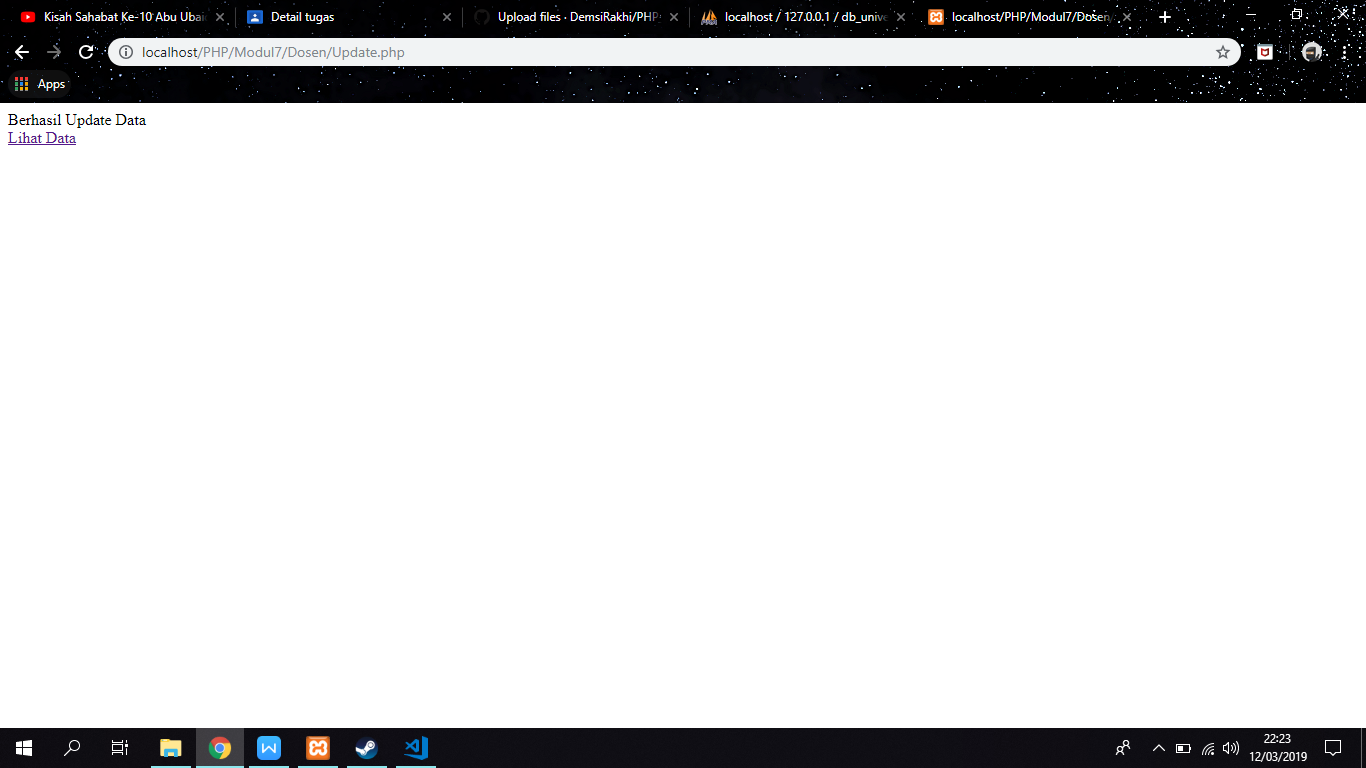 Kisah Sahabat Ke-10 Abu Ubai
Detail tugas
Upload files · DemsiRakhi/PHP
localhost / 127.0.0.1 / db_unive
localhost/PHP/Modul7/Dosen/
localhost/PHP/Modul7/Dosen/Update.php
Apps
Berhasil Update Data
Lihat Data
22:23
12/03/2019